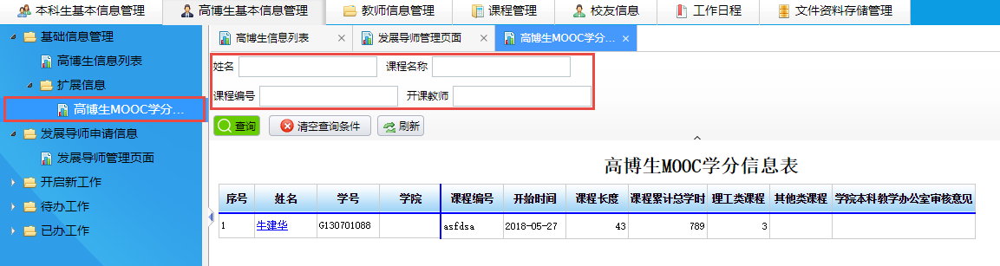 本科生基本信息管理 高博生基本信息管理 教师信息管理 课程管理 校友信息 工作日程 文件资料存储管理
基础信息管理
高博生信息列表
扩展信息
高博生MOOC学分...
发展导师申请信息
发展导师管理页面
开启新工作
待办工作
已办工作
高博生信息列表 发展导师管理页面 高博生MOOC学分...
姓名 课程名称
课程编号 开课教师
查询 清空查询条件 刷新
高博生MOOC学分信息表
序号 姓名 学号 学院 课程编号 开始时间 课程长度 课程累计总学时 理工类课程 其他类课程 学院本科教学办公室审核意见
1 牛建华 G130701088 asfdsa 2018-05-27 43 789 3